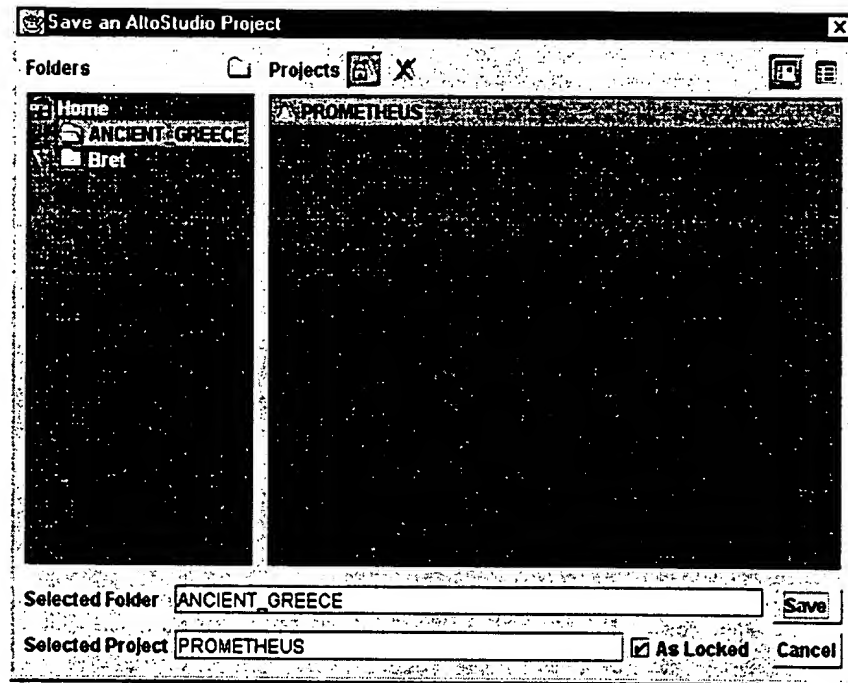 Save an AltoStudio Project
Folders
Projects
Home
ANCIENT_GREECE
Bret
PROMETHEUS
Selected Folder ANCIENT_GREECE
Save
Selected Project PROMETHEUS
As Locked
Cancel